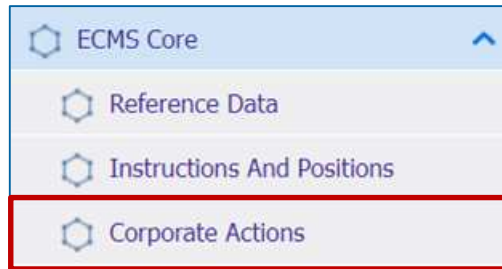 ECMS Core
Reference Data
Instructions And Positions
Corporate Actions